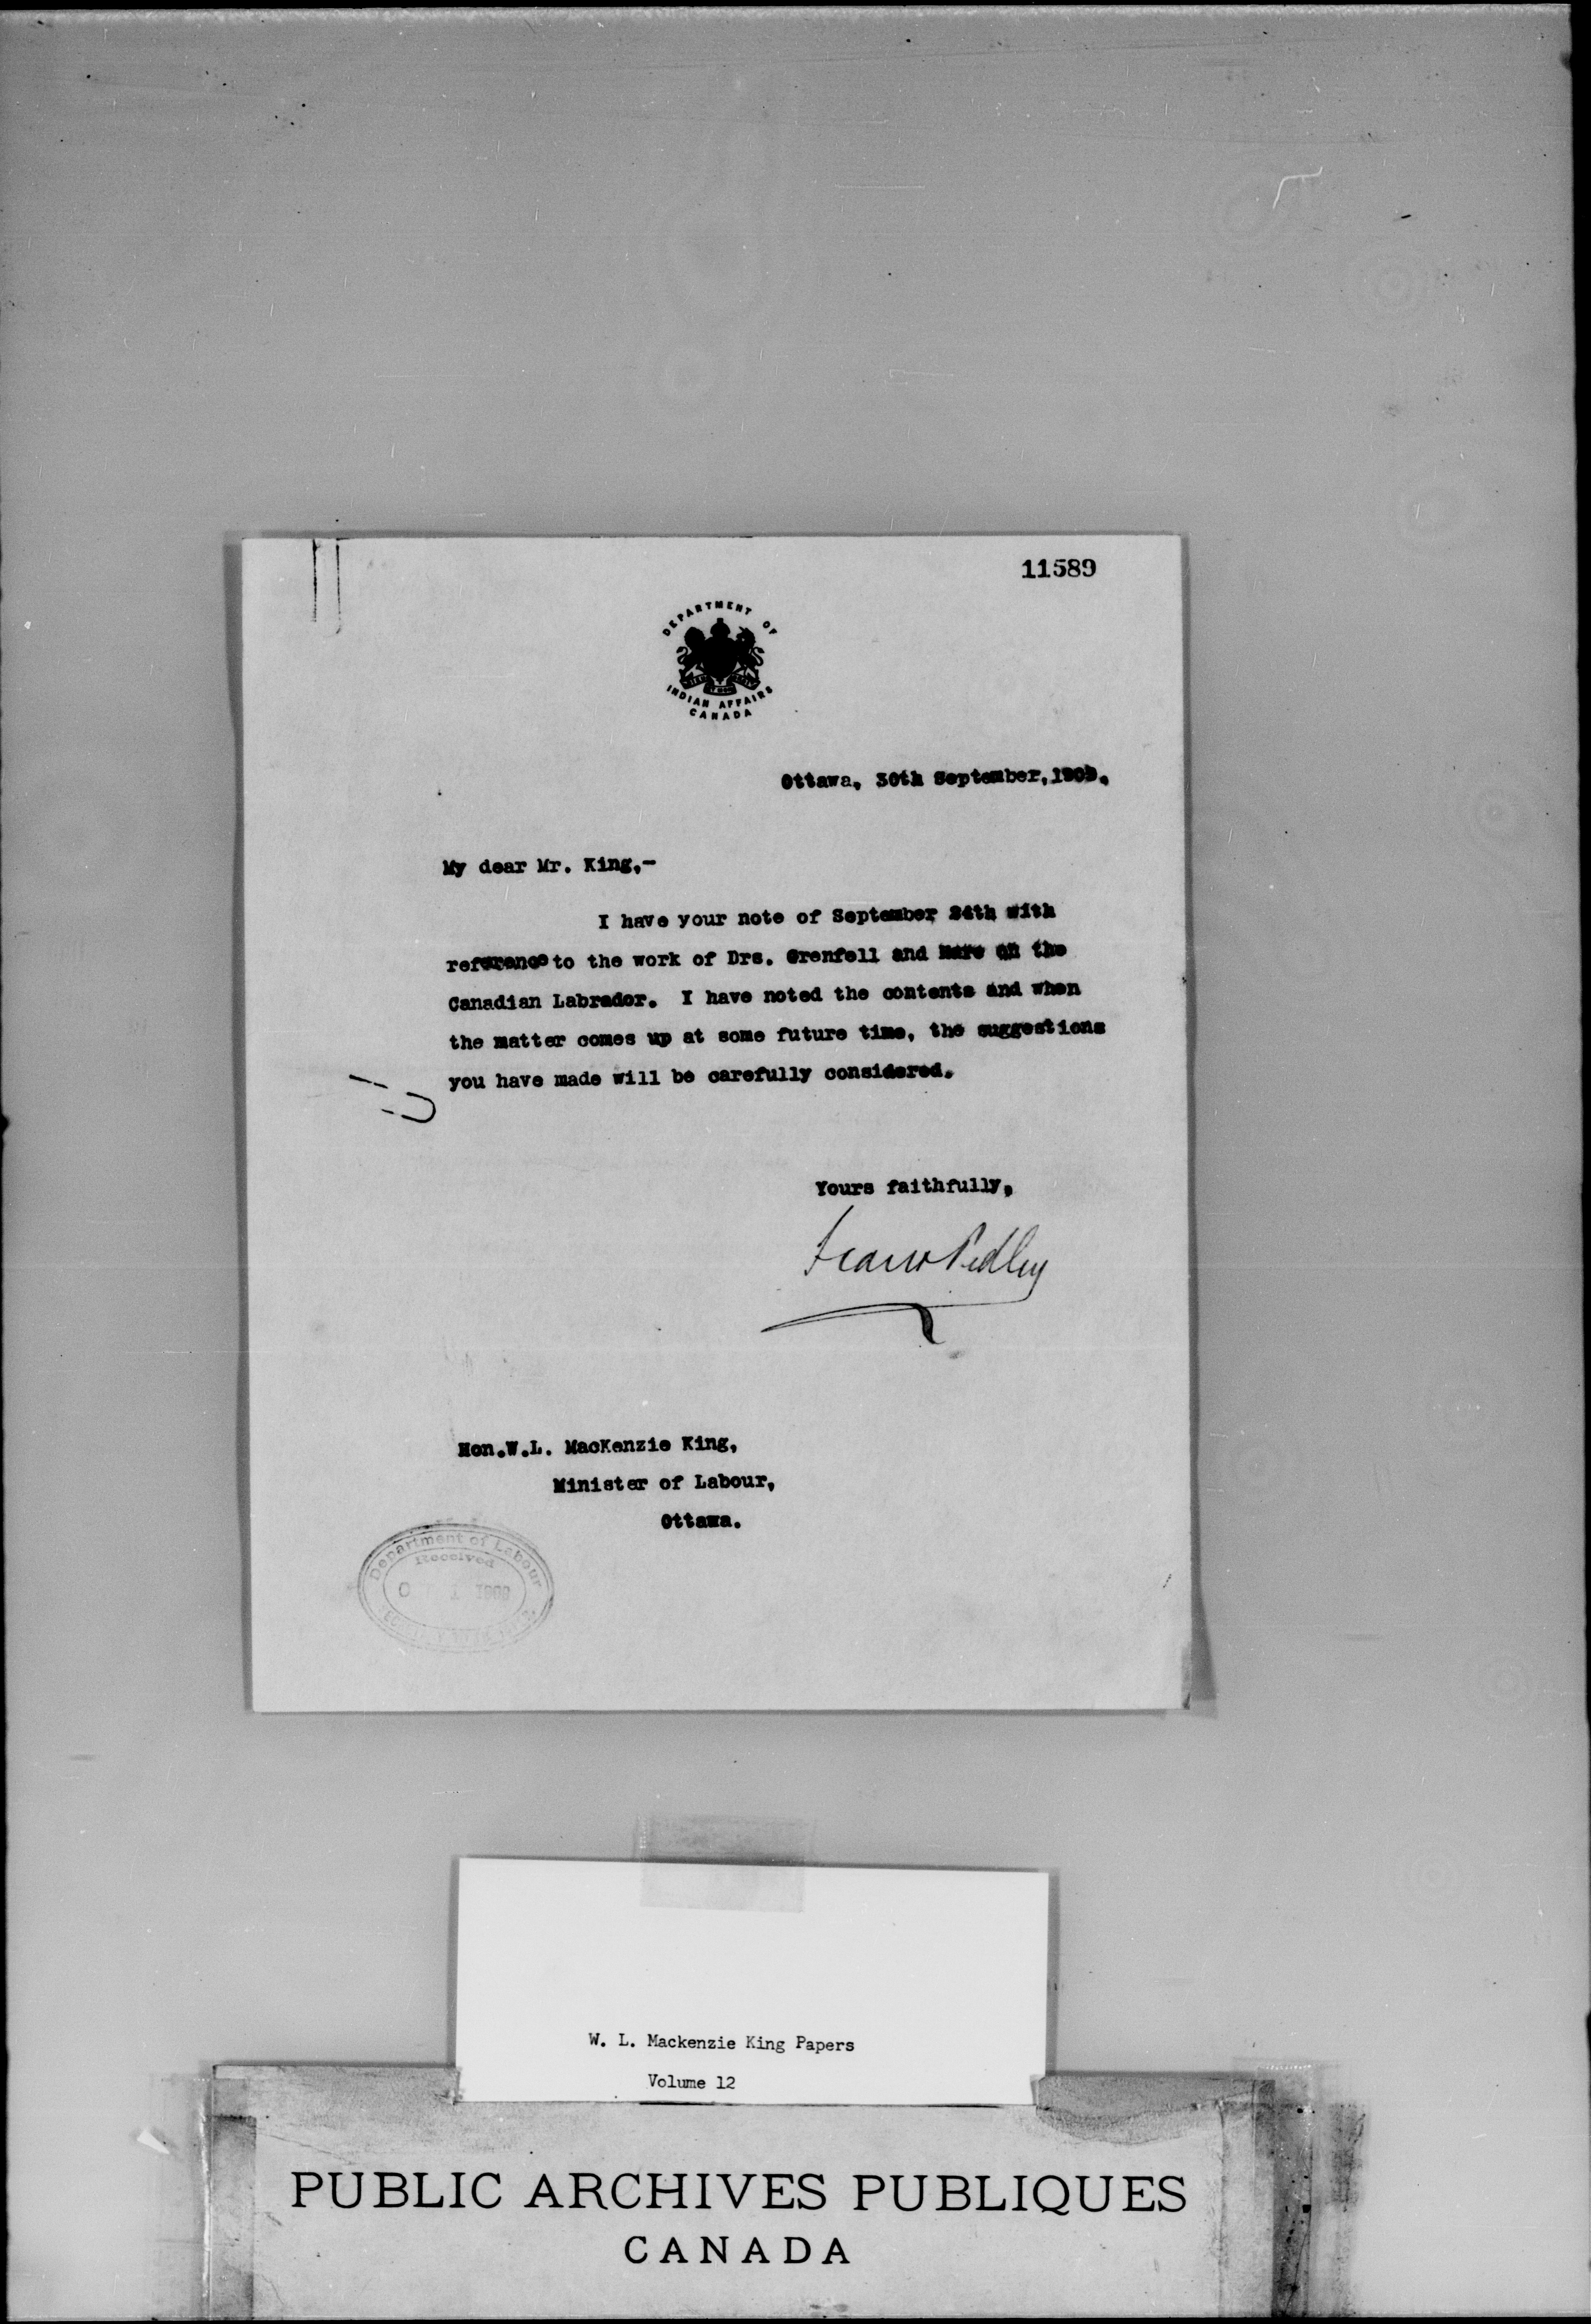 11589
DEPARTMENT OF
INDIAN AFFAIRS
CANADA
Ottawa, 30th September, 1909.
My dear Mr. King,-
I have your note of September 24th with
reference to the work of Drs. Grenfell and Hare on the
Canadian Labrador. I have noted the contents and when
the matter comes up at some future time, the suggestions
you have made will be carefully considered.
Yours faithfully,
Frank Pedley
Hon.W.L. MacKenzie King,
Minister of Labour,
Ottawa.
Department of Labour
Received
1909
W. L. Mackenzie King Papers
Volume 12
PUBLIC ARCHIVES PUBLIQUES
CANADA